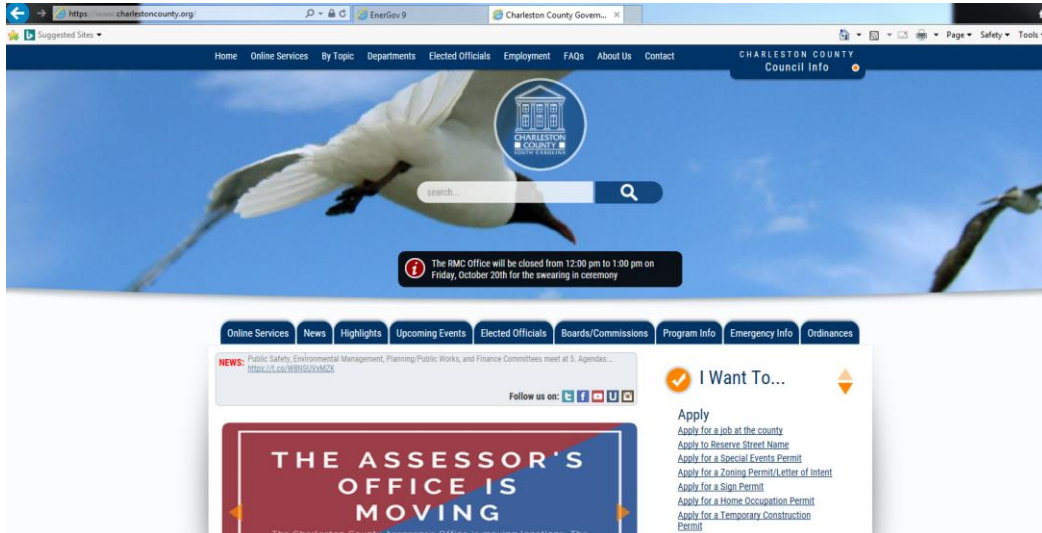 https://www.charlestoncounty.org/
EnerGov 9
Charleston County Govern...
Suggested Sites
Page
Safety
Tools
Home
Online Services
By Topic
Departments
Elected Officials
Employment
FAQs
About Us
Contact
CHARLESTON COUNTY
Council Info
CHARLESTON
COUNTY
SOUTH CAROLINA
search...
The RMC Office will be closed from 12:00 pm to 1:00 pm on
Friday, October 20th for the swearing in ceremony
Online Services
News
Highlights
Upcoming Events
Elected Officials
Boards/Commissions
Program Info
Emergency Info
Ordinances
NEWS: Public Safety, Environmental Management, Planning/Public Works, and Finance Committees meet at 5. Agendas:...
https://t.co/W8NSUVxMZK
Follow us on:
I Want To...
Apply
Apply for a job at the county
Apply to Reserve Street Name
Apply for a Special Events Permit
Apply for a Zoning Permit/Letter of Intent
Apply for a Sign Permit
Apply for a Home Occupation Permit
Apply for a Temporary Construction
Permit
THE ASSESSOR'S
OFFICE IS
MOVING